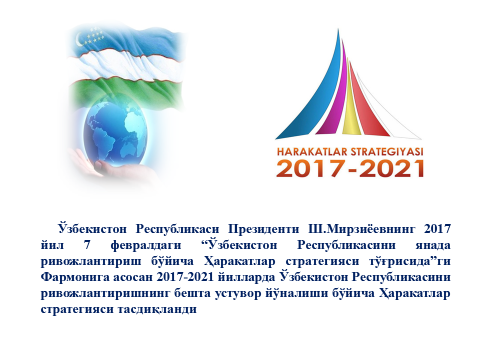 HARAKATLAR STRATEGIYASI
2017-2021
Ўзбекистон Республикаси Президенти Ш.Мирзиёевнинг 2017
йил 7 февралдаги “Ўзбекистон Республикасини янада
ривожлантириш бўйича Ҳаракатлар стратегияси тўғрисида”ги
Фармонига асосан 2017-2021 йилларда Ўзбекистон Республикасини
ривожлантиришнинг бешта устувор йўналиши бўйича Ҳаракатлар
стратегияси тасдиқланди